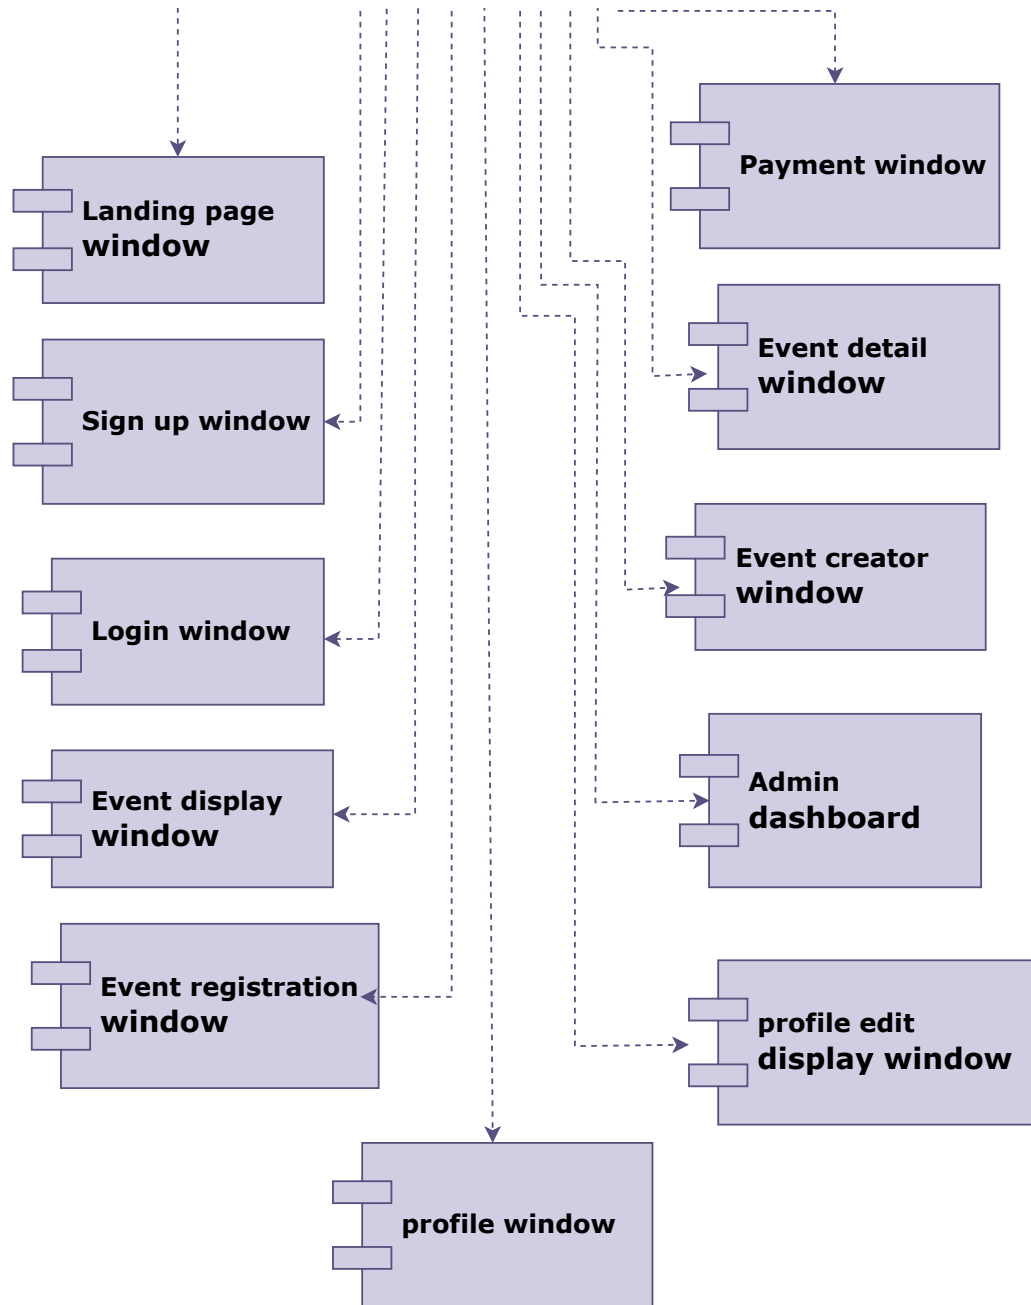 Payment window
Landing page
window
Event detail
window
Sign up window
Event creator
window
Login window
Admin
dashboard
Event display
window
Event registration
window
profile edit
display window
profile window